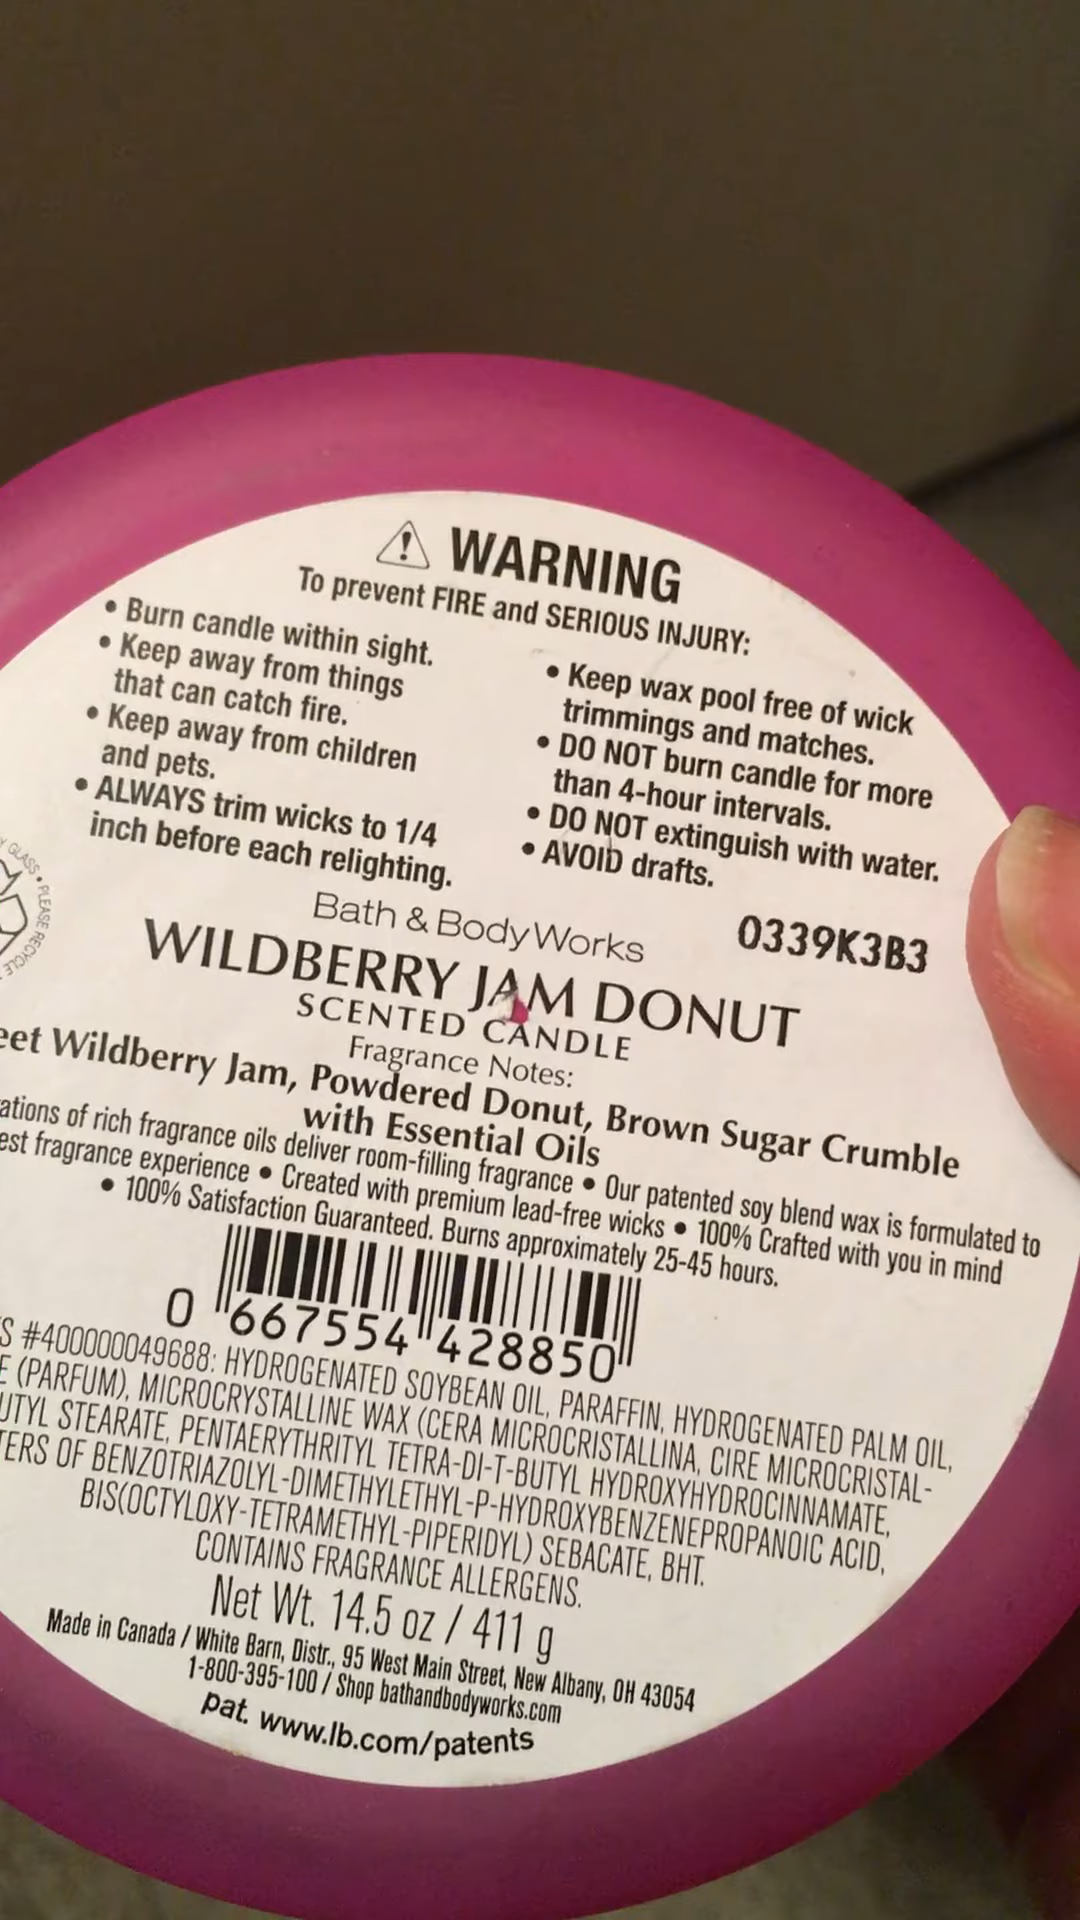 WARNING
To prevent FIRE and SERIOUS INJURY:
• Burn candle within sight.
• Keep away from things
that can catch fire.
• Keep away from children
and pets.
• ALWAYS trim wicks to 1/4
inch before each relighting.
• Keep wax pool free of wick
trimmings and matches.
• DO NOT burn candle for more
than 4-hour intervals.
• DO NOT extinguish with water.
• AVOID drafts.
GLASS • PLEASE RECYCLE
Bath & Body Works
0339K3B3
WILDBERRY JAM DONUT
SCENTED CANDLE
Fragrance Notes:
Wildberry Jam, Powdered Donut, Brown Sugar Crumble
with Essential Oils
of rich fragrance oils deliver room-filling fragrance • Our patented soy blend wax is formulated to
fragrance experience • Created with premium lead-free wicks • 100% Crafted with you in mind
• 100% Satisfaction Guaranteed. Burns approximately 25-45 hours.
0 667554 428850
#400000049688: HYDROGENATED SOYBEAN OIL, PARAFFIN, HYDROGENATED PALM OIL,
(PARFUM), MICROCRYSTALLINE WAX (CERA MICROCRISTALLINA, CIRE MICROCRISTAL-
STEARATE, PENTAERYTHRITYL TETRA-DI-T-BUTYL HYDROXYHYDROCINNAMATE,
OF BENZOTRIAZOLYL-DIMETHYLETHYL-P-HYDROXYBENZENEPROPANOIC ACID,
BIS(OCTYLOXY-TETRAMETHYL-PIPERIDYL) SEBACATE, BHT.
CONTAINS FRAGRANCE ALLERGENS.
Net Wt. 14.5 oz / 411 g
Made in Canada / White Barn, Distr., 95 West Main Street, New Albany, OH 43054
1-800-395-100 / Shop bathandbodyworks.com
pat. www.lb.com/patents